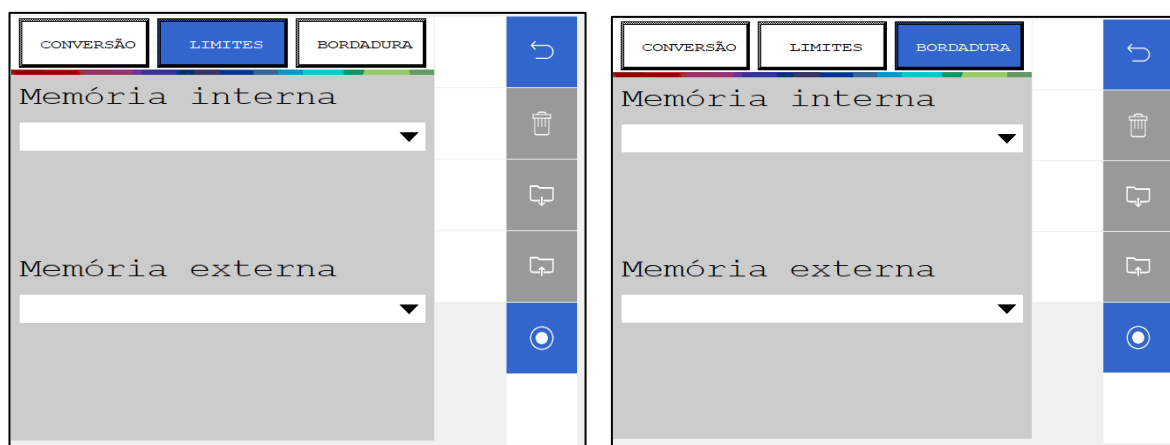 CONVERSÃO LIMITES BORDADURA
Memória interna
Memória externa
CONVERSÃO LIMITES BORDADURA
Memória interna
Memória externa